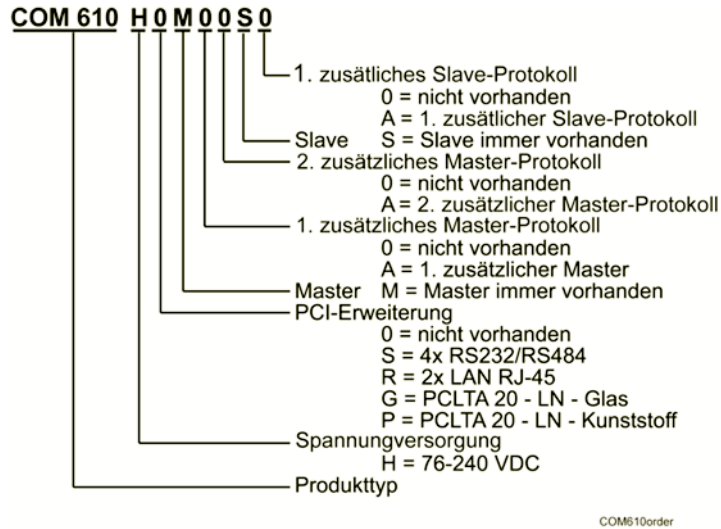 COM 610 H 0 M 0 0 S 0
1. zusätliches Slave-Protokoll
0 = nicht vorhanden
A = 1. zusätlicher Slave-Protokoll
Slave S = Slave immer vorhanden
2. zusätzliches Master-Protokoll
0 = nicht vorhanden
A = 2. zusätzlicher Master-Protokoll
1. zusätzliches Master-Protokoll
0 = nicht vorhanden
A = 1. zusätzlicher Master
Master M = Master immer vorhanden
PCI-Erweiterung
0 = nicht vorhanden
S = 4x RS232/RS484
R = 2x LAN RJ-45
G = PCLTA 20 - LN - Glas
P = PCLTA 20 - LN - Kunststoff
Spannungversorgung
H = 76-240 VDC
Produkttyp
COM610order